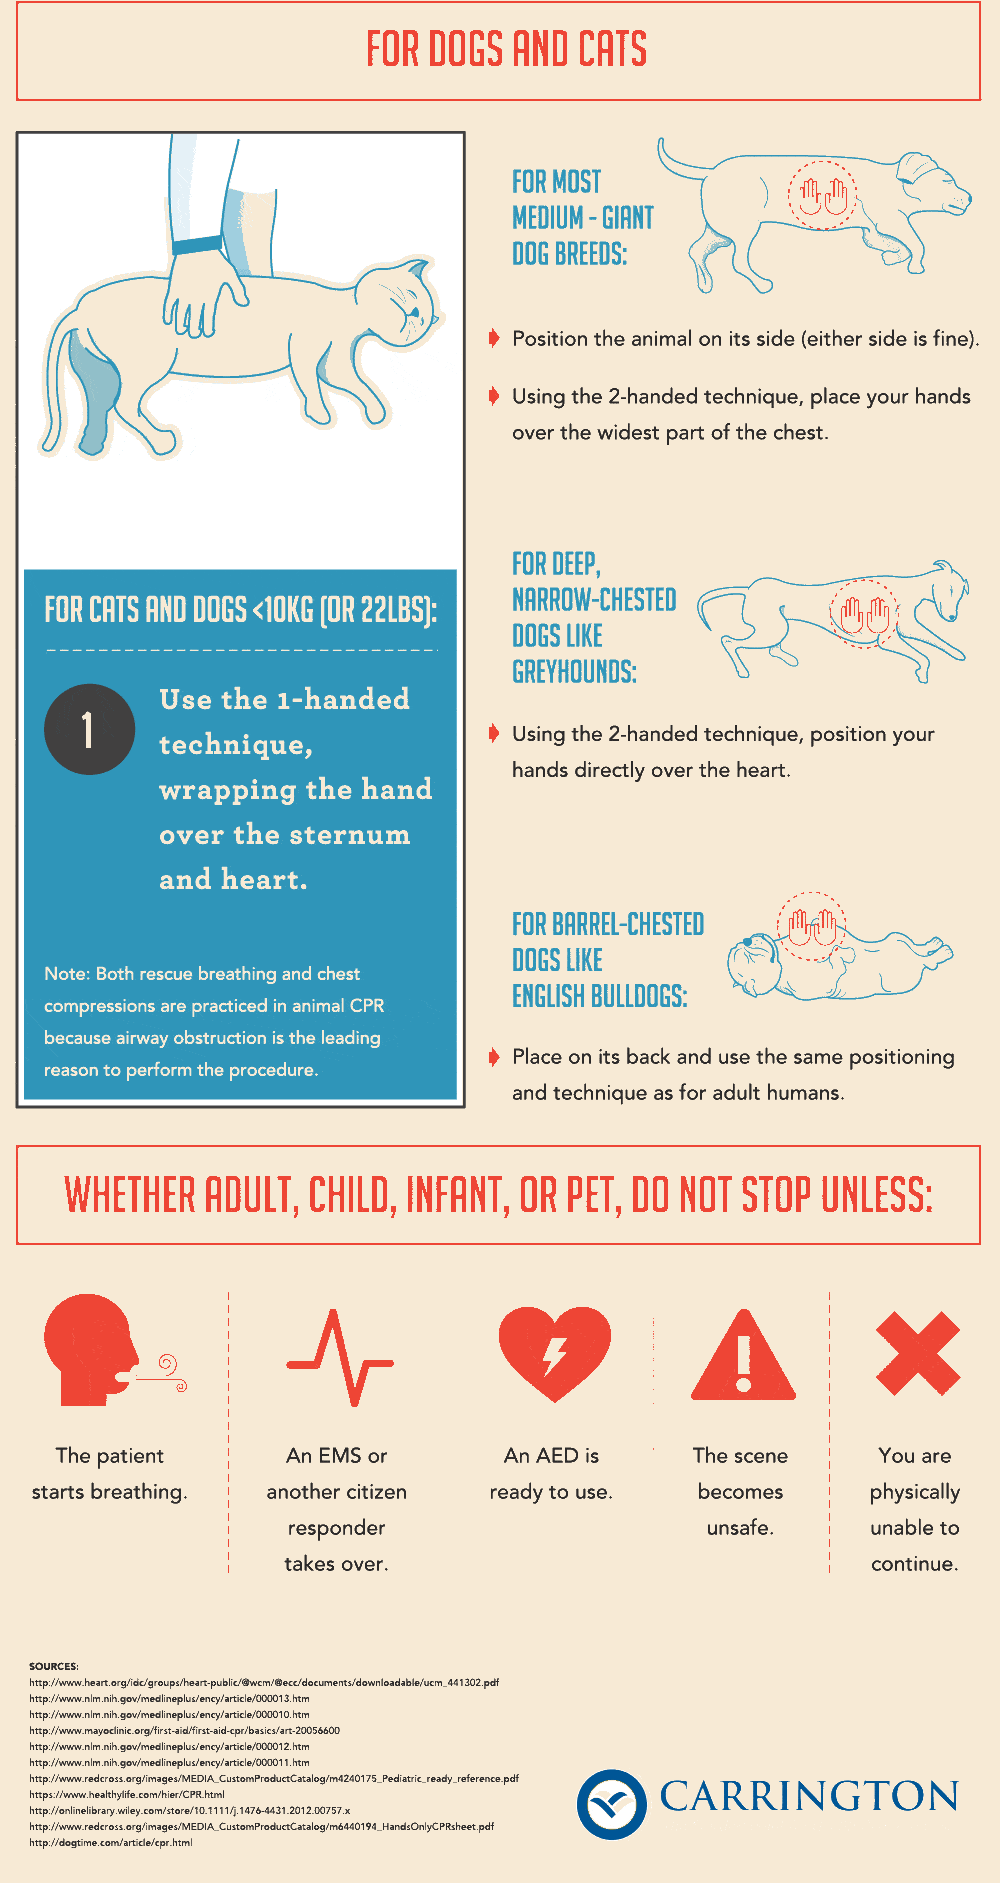 FOR DOGS AND CATS
FOR CATS AND DOGS <10KG (OR 22LBS):
1
Use the 1-handed
technique,
wrapping the hand
over the sternum
and heart.
Note: Both rescue breathing and chest
compressions are practiced in animal CPR
because airway obstruction is the leading
reason to perform the procedure.
FOR MOST
MEDIUM - GIANT
DOG BREEDS:
Position the animal on its side (either side is fine).
Using the 2-handed technique, place your hands
over the widest part of the chest.
FOR DEEP,
NARROW-CHESTED
DOGS LIKE
GREYHOUNDS:
Using the 2-handed technique, position your
hands directly over the heart.
FOR BARREL-CHESTED
DOGS LIKE
ENGLISH BULLDOGS:
Place on its back and use the same positioning
and technique as for adult humans.
WHETHER ADULT, CHILD, INFANT, OR PET, DO NOT STOP UNLESS:
The patient
starts breathing.
An EMS or
another citizen
responder
takes over.
An AED is
ready to use.
The scene
becomes
unsafe.
You are
physically
unable to
continue.
SOURCES:
http://www.heart.org/idc/groups/heart-public/@wcm/@ecc/documents/downloadable/ucm_441302.pdf
http://www.nlm.nih.gov/medlineplus/ency/article/000013.htm
http://www.nlm.nih.gov/medlineplus/ency/article/000010.htm
http://www.mayoclinic.org/first-aid/first-aid-cpr/basics/art-20056600
http://www.nlm.nih.gov/medlineplus/ency/article/000012.htm
http://www.nlm.nih.gov/medlineplus/ency/article/000011.htm
http://www.redcross.org/images/MEDIA_CustomProductCatalog/m4240175_Pediatric_ready_reference.pdf
https://www.healthylife.com/hier/CPR.html
http://onlinelibrary.wiley.com/store/10.1111/j.1476-4431.2012.00757.x
http://www.redcross.org/images/MEDIA_CustomProductCatalog/m6440194_HandsOnlyCPRsheet.pdf
http://dogtime.com/article/cpr.html
CARRINGTON